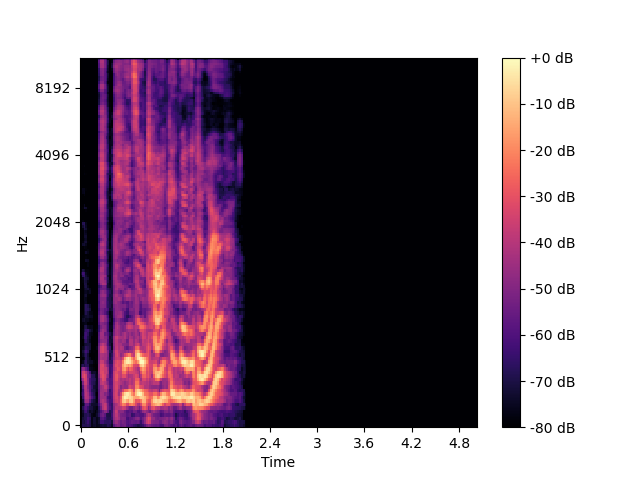 8192
4096
2048
1024
512
0
Hz
0 0.6 1.2 1.8 2.4 3 3.6 4.2 4.8
Time
+0 dB
-10 dB
-20 dB
-30 dB
-40 dB
-50 dB
-60 dB
-70 dB
-80 dB